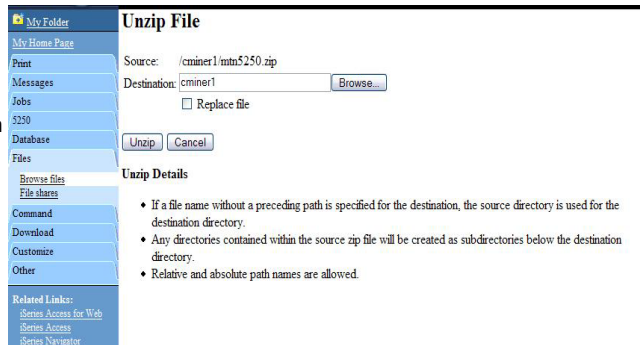 My Folder
My Home Page
Print
Messages
Jobs
5250
Database
Files
Browse files
File shares
Command
Download
Customize
Other
Related Links:
iSeries Access for Web
iSeries Access
iSeries Navigator
Unzip File
Source: /cminer1/mtn5250.zip
Destination: cminer1 Browse...
Replace file
Unzip Cancel
Unzip Details
• If a file name without a preceding path is specified for the destination, the source directory is used for the
destination directory.
• Any directories contained within the source zip file will be created as subdirectories below the destination
directory.
• Relative and absolute path names are allowed.